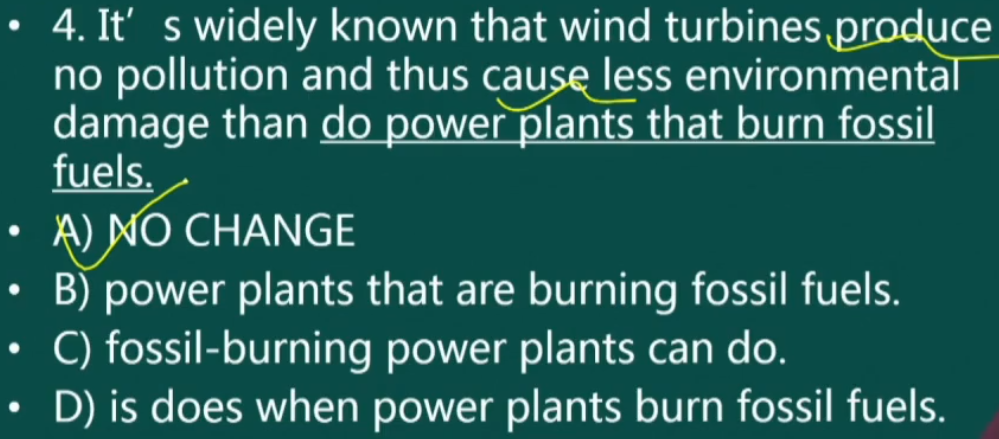 • 4. It's widely known that wind turbines produce
no pollution and thus cause less environmental
damage than do power plants that burn fossil
fuels.
• A) NO CHANGE
• B) power plants that are burning fossil fuels.
• C) fossil-burning power plants can do.
• D) is does when power plants burn fossil fuels.